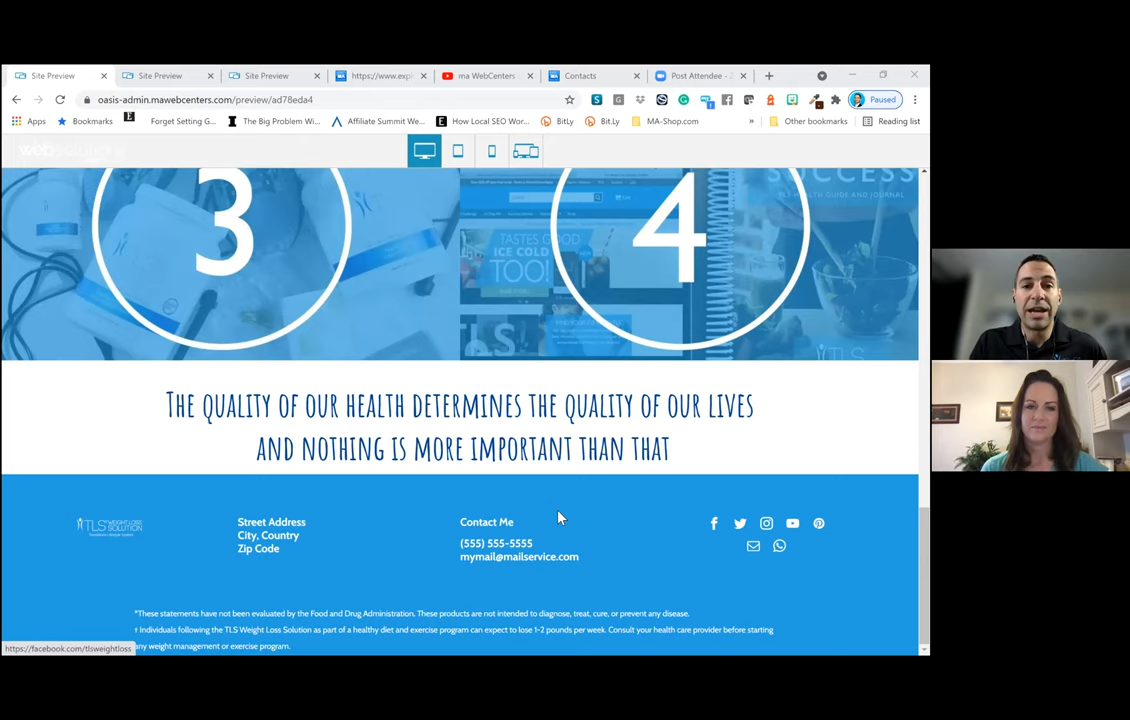 Site Preview
Site Preview
Site Preview
https://www.expl
ma WebCenters
Contacts
Post Attendee - Z
oasis-admin.mawebcenters.com/preview/ad78eda4
Paused
Apps
Bookmarks
Forget Setting G...
The Big Problem Wi...
Affiliate Summit We...
How Local SEO Wor...
BitLy
Bit.Ly
MA-Shop.com
»
Other bookmarks
Reading list
3
4
SUCCESS
TLS HEALTH GUIDE AND JOURNAL
TASTES GOOD
ICE COLD
TOO!
TLS
The quality of our health determines the quality of our lives
and nothing is more important than that
TLS WEIGHT LOSS
SOLUTION
Street Address
City, Country
Zip Code
Contact Me
(555) 555-5555
mymail@mailservice.com
*These statements have not been evaluated by the Food and Drug Administration. These products are not intended to diagnose, treat, cure, or prevent any disease.
† Individuals following the TLS Weight Loss Solution as part of a healthy diet and exercise program can expect to lose 1-2 pounds per week. Consult your health care provider before starting
any weight management or exercise program.
https://facebook.com/tlsweightloss